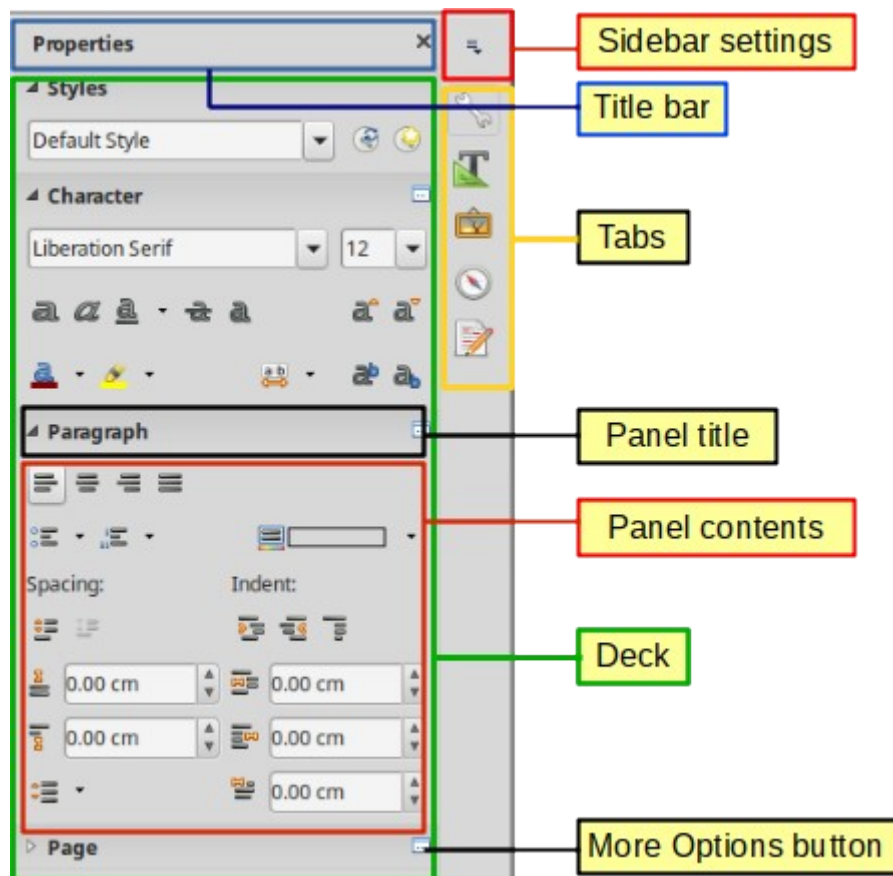 Properties
Sidebar settings
Styles
Title bar
Default Style
Character
Tabs
Liberation Serif 12
Paragraph
Panel title
Panel contents
Spacing: Indent:
Deck
0.00 cm 0.00 cm
0.00 cm 0.00 cm
0.00 cm
Page
More Options button